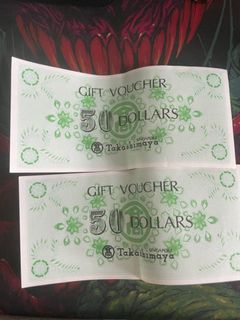 GIFT VOUCHER
50 DOLLARS
SINGAPORE
Takashimaya
GIFT VOUCHER
50 DOLLARS
SINGAPORE
Takashimaya